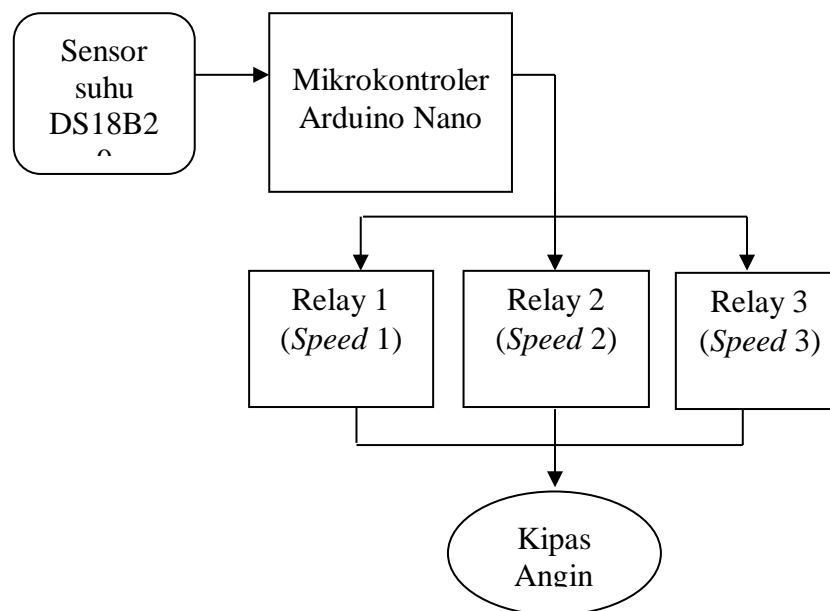 Sensor
suhu
DS18B2
Mikrokontroler
Arduino Nano
Relay 1
(Speed 1)
Relay 2
(Speed 2)
Relay 3
(Speed 3)
Kipas
Angin